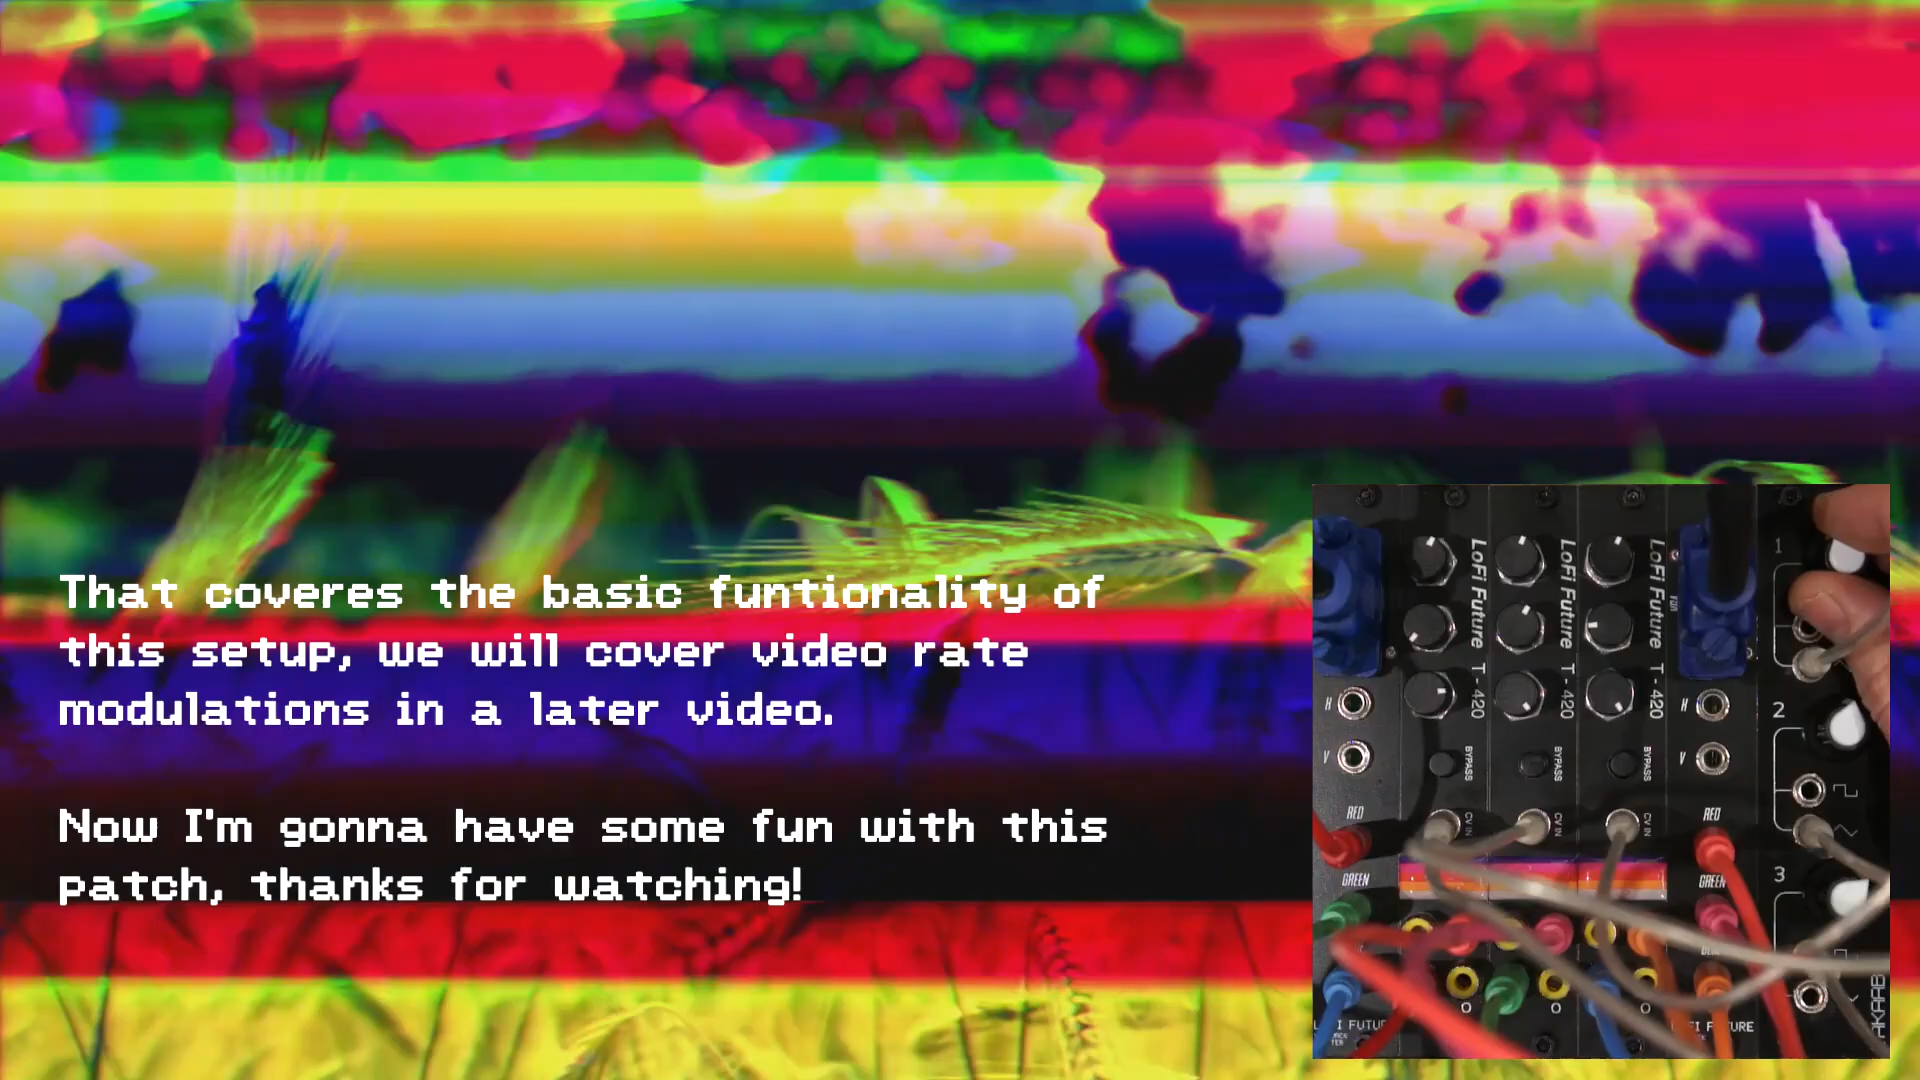 That coveres the basic funtionality of
this setup, we will cover video rate
modulations in a later video.
Now I'm gonna have some fun with this
patch, thanks for watching!
LoFi Future T-420
LoFi Future T-420
LoFi Future T-420
1
2
3
H
V
H
V
BYPASS
BYPASS
BYPASS
CV IN
CV IN
CV IN
RED
GREEN
RED
GREEN
O
O
O
AKAAB